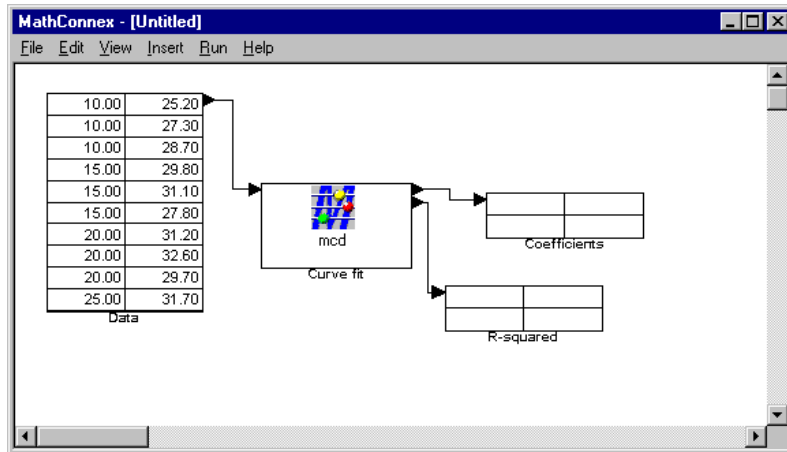 MathConnex - [Untitled]
File Edit View Insert Run Help
10.00 25.20
10.00 27.30
10.00 28.70
15.00 29.80
15.00 31.10
15.00 27.80
20.00 31.20
20.00 32.60
20.00 29.70
25.00 31.70
Data
mcd
Curve fit
Coefficients
R-squared